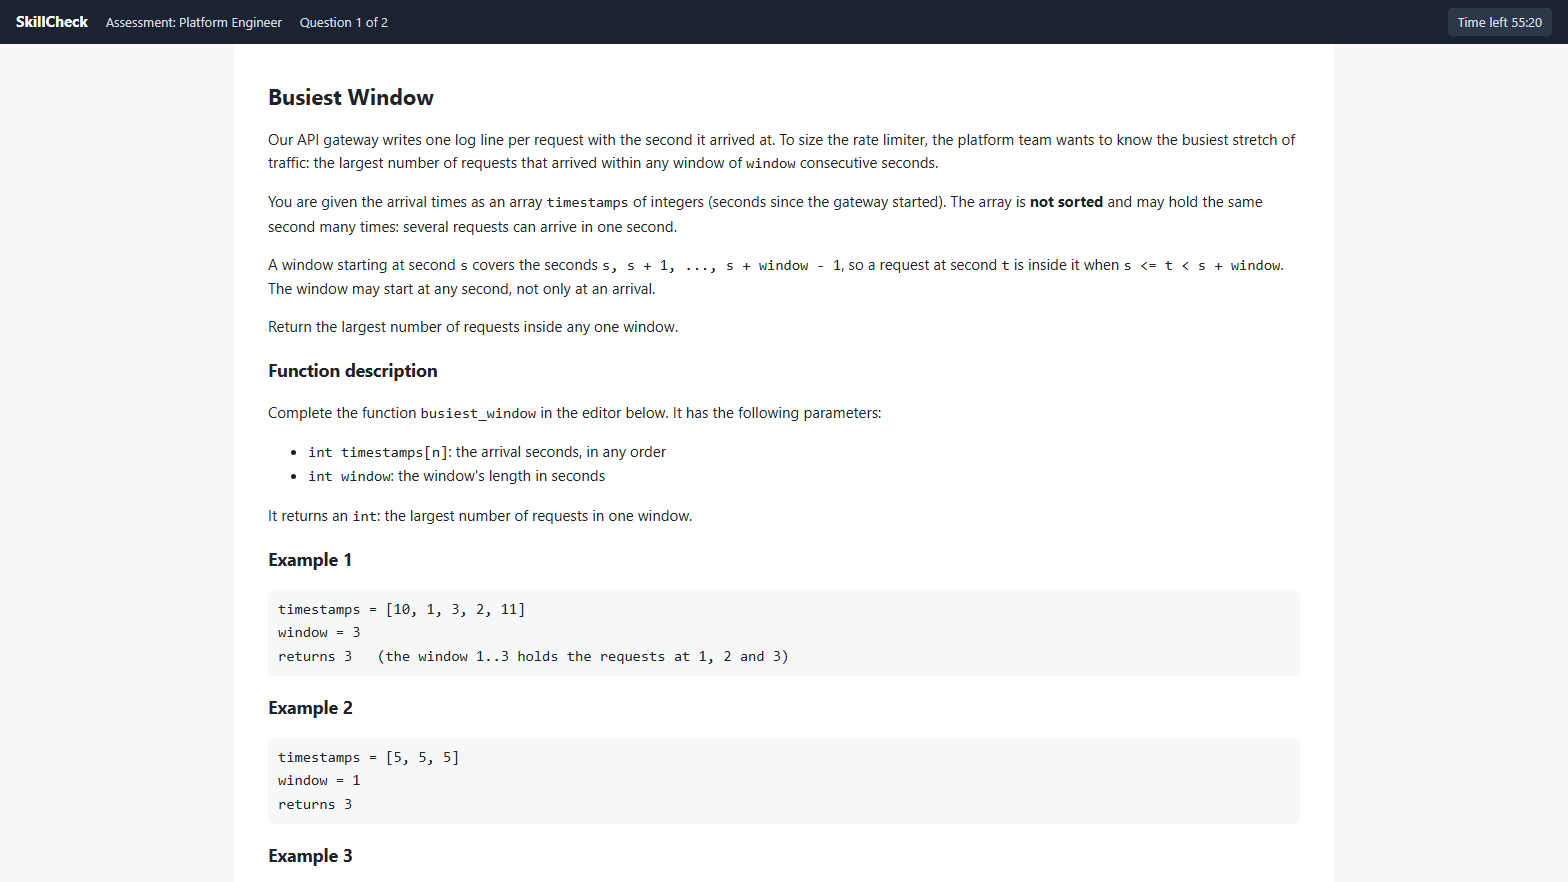 SkillCheck Assessment: Platform Engineer Question 1 of 2 Time left 55:20
Busiest Window
Our API gateway writes one log line per request with the second it arrived at. To size the rate limiter, the platform team wants to know the busiest stretch of
traffic: the largest number of requests that arrived within any window of window consecutive seconds.
You are given the arrival times as an array timestamps of integers (seconds since the gateway started). The array is not sorted and may hold the same
second many times: several requests can arrive in one second.
A window starting at second s covers the seconds s, s + 1, ..., s + window - 1, so a request at second t is inside it when s <= t < s + window.
The window may start at any second, not only at an arrival.
Return the largest number of requests inside any one window.
Function description
Complete the function busiest_window in the editor below. It has the following parameters:
• int timestamps[n]: the arrival seconds, in any order
• int window: the window's length in seconds
It returns an int: the largest number of requests in one window.
Example 1
timestamps = [10, 1, 3, 2, 11]
window = 3
returns 3 (the window 1..3 holds the requests at 1, 2 and 3)
Example 2
timestamps = [5, 5, 5]
window = 1
returns 3
Example 3